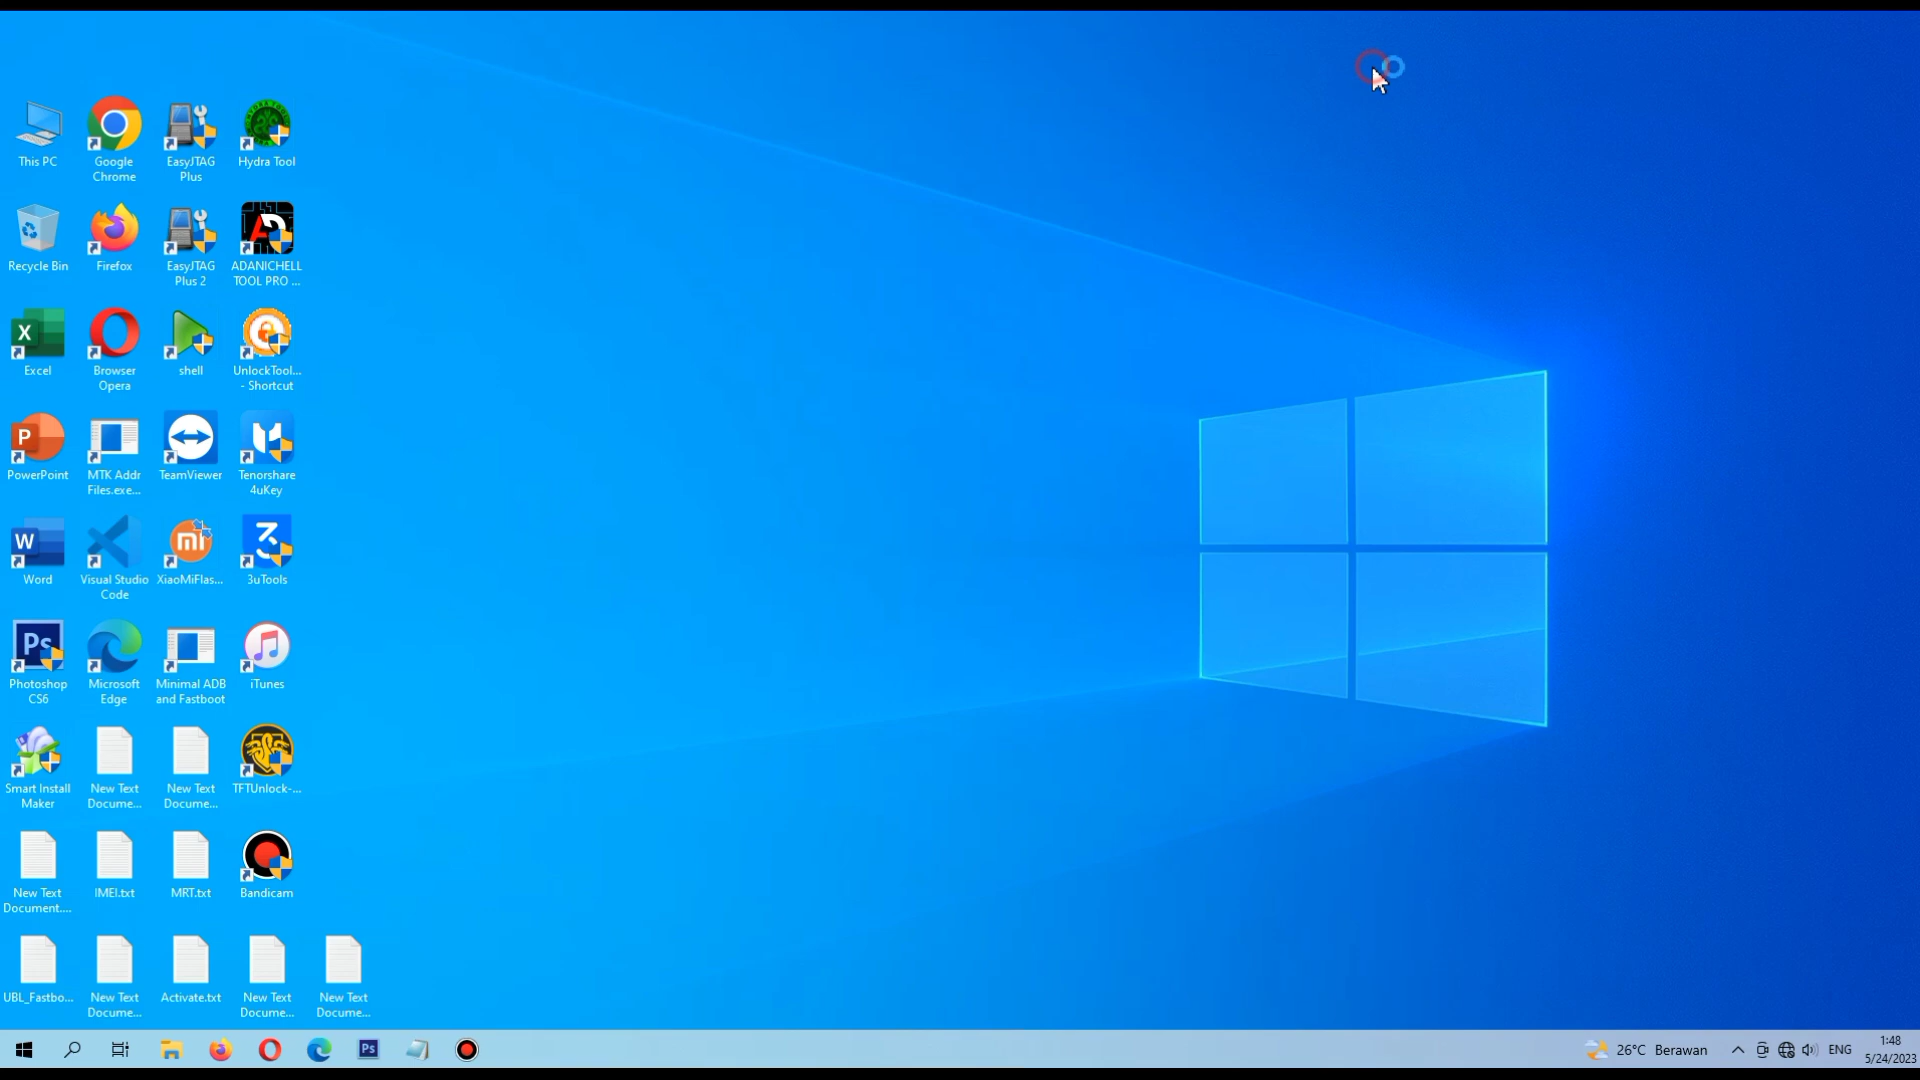 This PC
Google
Chrome
EasyJTAG
Plus
Hydra Tool
Recycle Bin
Firefox
EasyJTAG
Plus 2
ADANICHELL
TOOL PRO ...
Excel
Browser
Opera
shell
UnlockTool...
- Shortcut
PowerPoint
MTK Addr
Files.exe...
TeamViewer
Tenorshare
4uKey
Word
Visual Studio
Code
XiaoMiFlas...
3uTools
Photoshop
CS6
Microsoft
Edge
Minimal ADB
and Fastboot
iTunes
Smart Install
Maker
New Text
Docume...
New Text
Docume...
TFTUnlock-...
New Text
Document....
IMEI.txt
MRT.txt
Bandicam
UBL_Fastbo...
New Text
Docume...
Activate.txt
New Text
Docume...
New Text
Docume...
26°C Berawan
ENG
1:48
5/24/2023